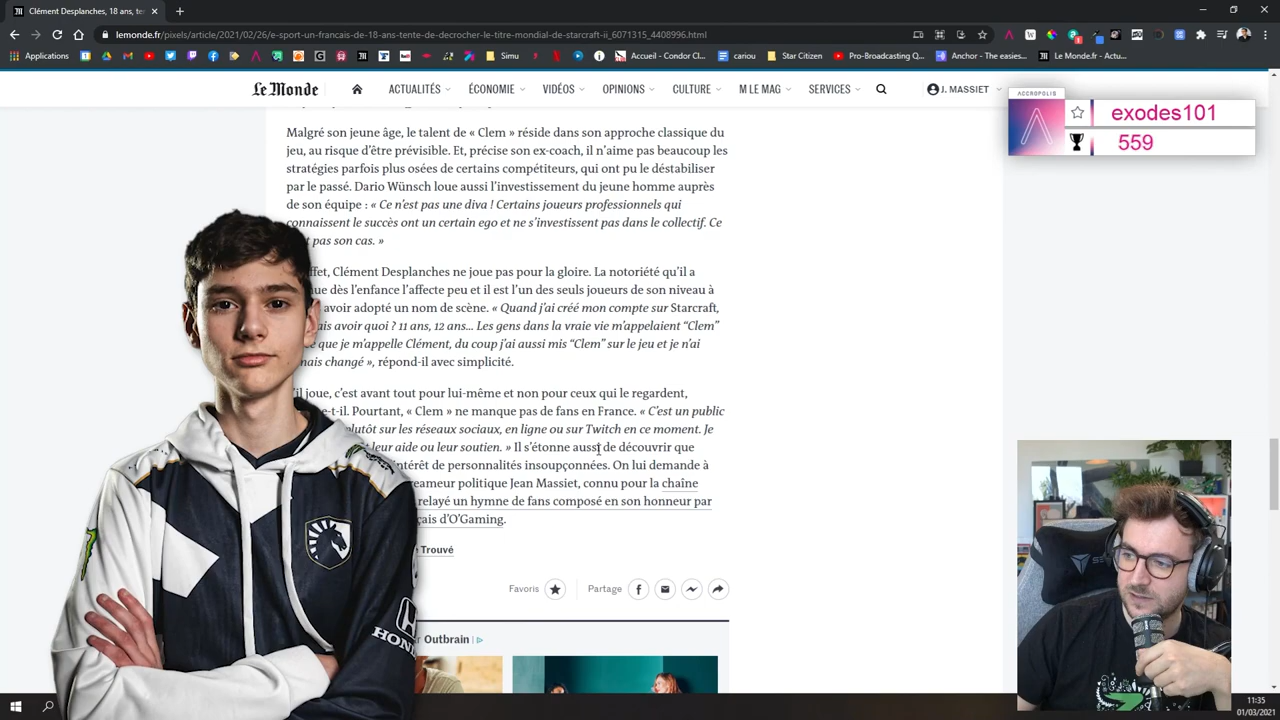 Clément Desplanches, 18 ans, ter
lemonde.fr/pixels/article/2021/02/26/e-sport-un-francais-de-18-ans-tente-de-decrocher-le-titre-mondial-de-starcraft-ii_6071315_4408996.html
Applications
Simu
Accueil - Condor Cl...
cariou
Star Citizen
Pro-Broadcasting Q...
Anchor - The easies...
Le Monde.fr - Actu...
Le Monde
ACTUALITÉS
ÉCONOMIE
VIDÉOS
OPINIONS
CULTURE
M LE MAG
SERVICES
J. MASSIET
ACCROPOLIS
exodes101
559
Malgré son jeune âge, le talent de « Clem » réside dans son approche classique du
jeu, au risque d'être prévisible. Et, précise son ex-coach, il n'aime pas beaucoup les
stratégies parfois plus osées de certains compétiteurs, qui ont pu le déstabiliser
par le passé. Dario Wünsch loue aussi l'investissement du jeune homme auprès
de son équipe : « Ce n'est pas une diva ! Certains joueurs professionnels qui
connaissent le succès ont un certain ego et ne s'investissent pas dans le collectif. Ce
pas son cas. »
ffet, Clément Desplanches ne joue pas pour la gloire. La notoriété qu'il a
nue dès l'enfance l'affecte peu et il est l'un des seuls joueurs de son niveau à
avoir adopté un nom de scène. « Quand j'ai créé mon compte sur Starcraft,
ais avoir quoi ? 11 ans, 12 ans... Les gens dans la vraie vie m'appelaient “Clem”
ce que je m'appelle Clément, du coup j'ai aussi mis “Clem” sur le jeu et je n'ai
mais changé », répond-il avec simplicité.
'il joue, c'est avant tout pour lui-même et non pour ceux qui le regardent,
e-t-il. Pourtant, « Clem » ne manque pas de fans en France. « C'est un public
plutôt sur les réseaux sociaux, en ligne ou sur Twitch en ce moment. Je
leur aide ou leur soutien. » Il s'étonne aussi de découvrir que
intérêt de personnalités insoupçonnées. On lui demande à
reameur politique Jean Massiet, connu pour la chaîne
relayé un hymne de fans composé en son honneur par
çais d'O'Gaming.
Trouvé
Favoris
Partage
Outbrain
HON
11:35
01/03/2021